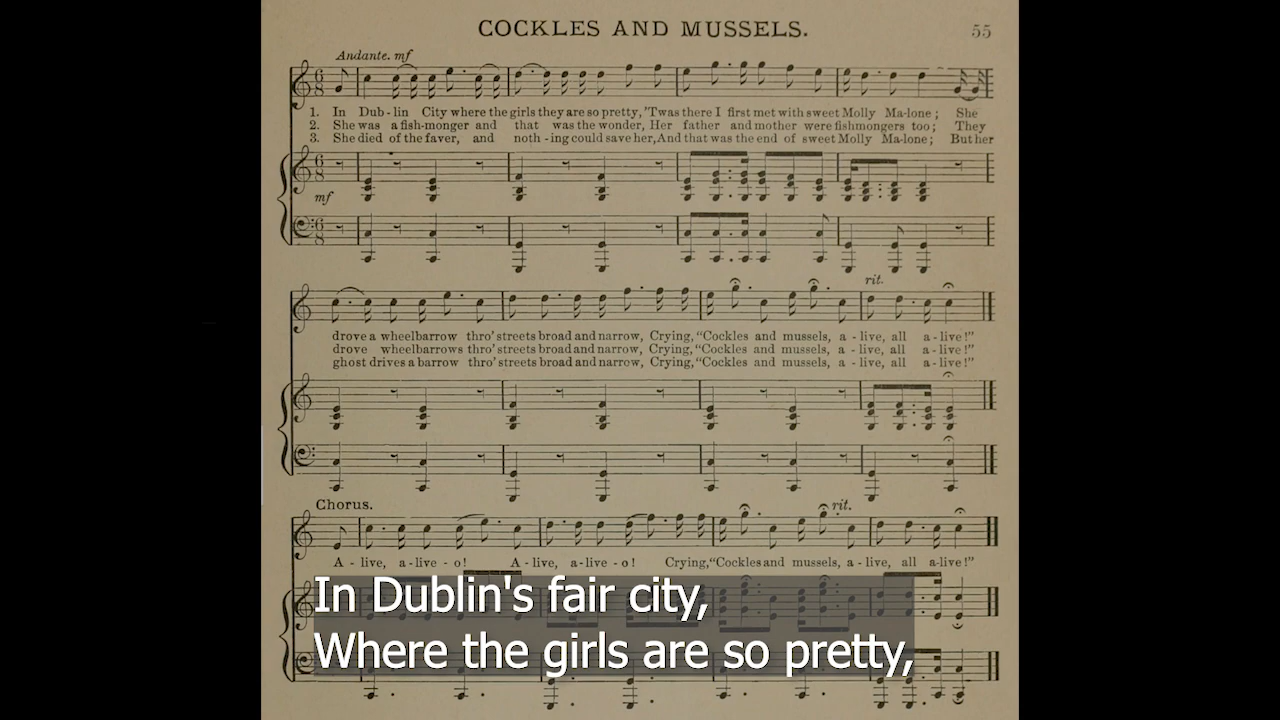 COCKLES AND MUSSELS.
55
Andante. mf
1. In Dub - lin City where the girls they are so pretty, 'Twas there I first met with sweet Molly Ma-lone ; She
2. She was a fish-monger and that was the wonder, Her father and mother were fishmongers too ; They
3. She died of the faver, and noth - ing could save her, And that was the end of sweet Molly Ma-lone ; But her
mf
rit.
drove a wheelbarrow thro' streets broad and narrow, Crying, “Cockles and mussels, a - live, all a-live!”
drove wheelbarrows thro' streets broad and narrow, Crying, “Cockles and mussels, a - live, all a-live!”
ghost drives a barrow thro' streets broad and narrow, Crying, “Cockles and mussels, a - live, all a-live!”
Chorus.
rit.
A - live, a-live - o! A - live, a-live - o! Crying, “Cockles and mussels, a-live, all a-live!”
In Dublin's fair city,
Where the girls are so pretty,